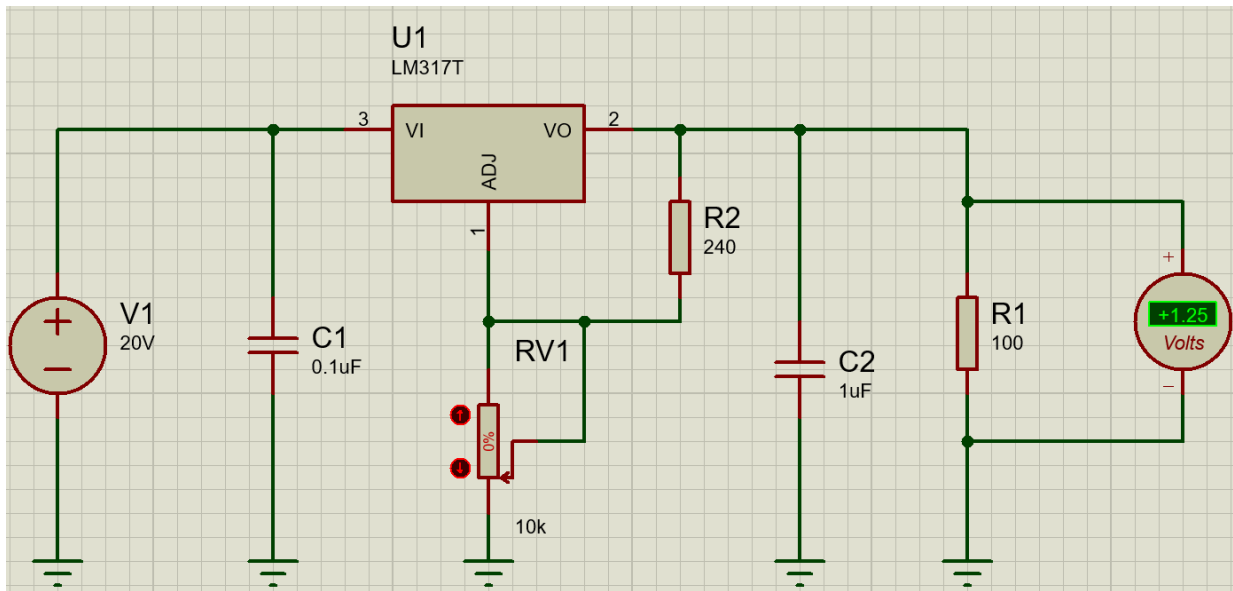 U1
LM317T
3
VI
VO
2
ADJ
1
R2
240
V1
20V
C1
0.1uF
RV1
0%
10k
C2
1uF
R1
100
+
+1.25
Volts
−